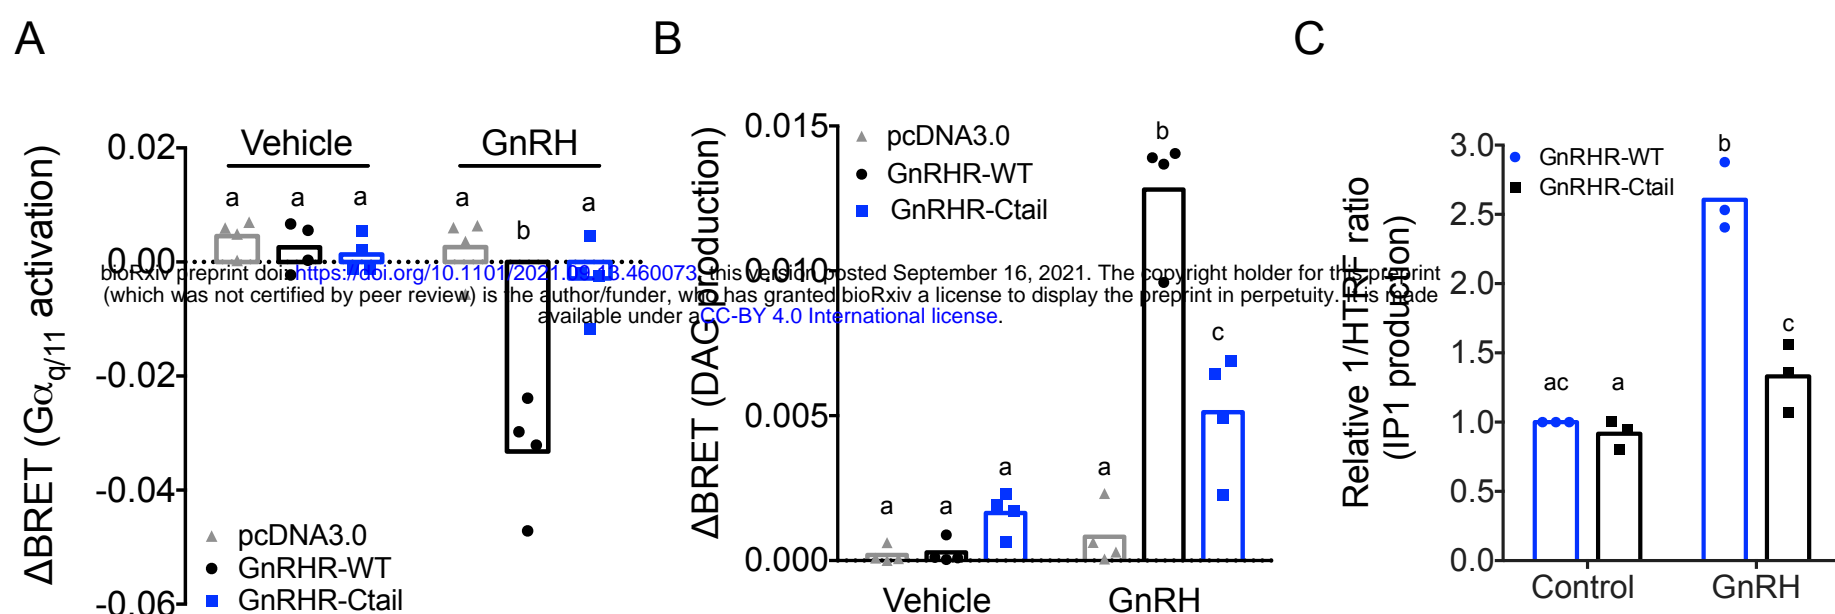 A
B
C
Vehicle
GnRH
a
a
a
a
b
a
0.02
0.00
-0.02
-0.04
-0.06
ΔBRET (Gαq/11 activation)
pcDNA3.0
GnRHR-WT
GnRHR-Ctail
0.015
0.010
0.005
0.000
ΔBRET (DAG production)
pcDNA3.0
GnRHR-WT
GnRHR-Ctail
a
a
a
a
b
c
Vehicle
GnRH
3.0
2.5
2.0
1.5
1.0
0.5
0.0
Relative 1/HTRF ratio
(IP1 production)
GnRHR-WT
GnRHR-Ctail
ac
a
b
c
Control
GnRH
bioRxiv preprint doi: https://doi.org/10.1101/2021.09.13.460073; this version posted September 16, 2021. The copyright holder for this preprint
(which was not certified by peer review) is the author/funder, who has granted bioRxiv a license to display the preprint in perpetuity. It is made
available under aCC-BY 4.0 International license.